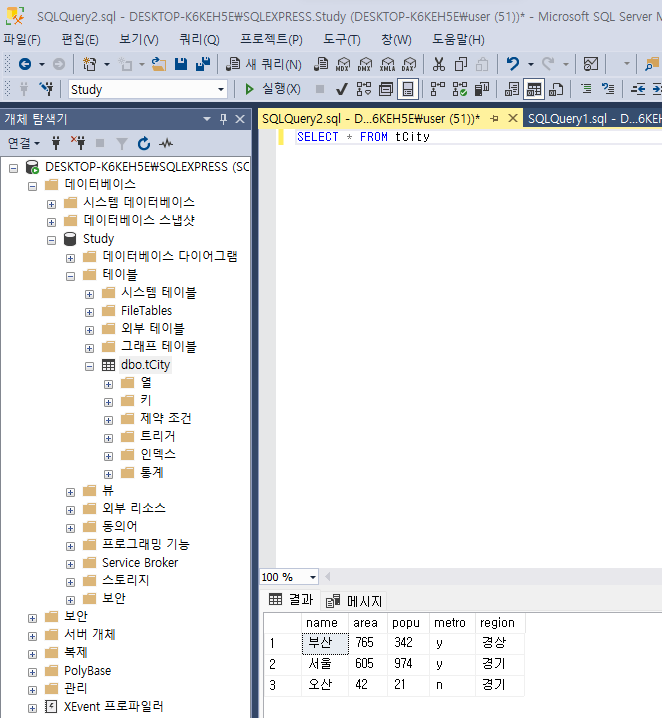 SQLQuery2.sql - DESKTOP-K6KEH5E₩SQLEXPRESS.Study (DESKTOP-K6KEH5E₩user (51))* - Microsoft SQL Server M
파일(F) 편집(E) 보기(V) 쿼리(Q) 프로젝트(P) 도구(T) 창(W) 도움말(H)
새 쿼리(N) MDX DMX XMLA DAX
Study 실행(X)
개체 탐색기
SQLQuery2.sql - D...6KEH5E₩user (51))* SQLQuery1.sql - D...6KEH
연결
SELECT * FROM tCity
DESKTOP-K6KEH5E₩SQLEXPRESS (SC
데이터베이스
시스템 데이터베이스
데이터베이스 스냅샷
Study
데이터베이스 다이어그램
테이블
시스템 테이블
FileTables
외부 테이블
그래프 테이블
dbo.tCity
열
키
제약 조건
트리거
인덱스
통계
뷰
외부 리소스
동의어
프로그래밍 기능
Service Broker
스토리지
보안
보안
서버 개체
복제
PolyBase
관리
XEvent 프로파일러
100 %
결과 메시지
name area popu metro region
1 부산 765 342 y 경상
2 서울 605 974 y 경기
3 오산 42 21 n 경기